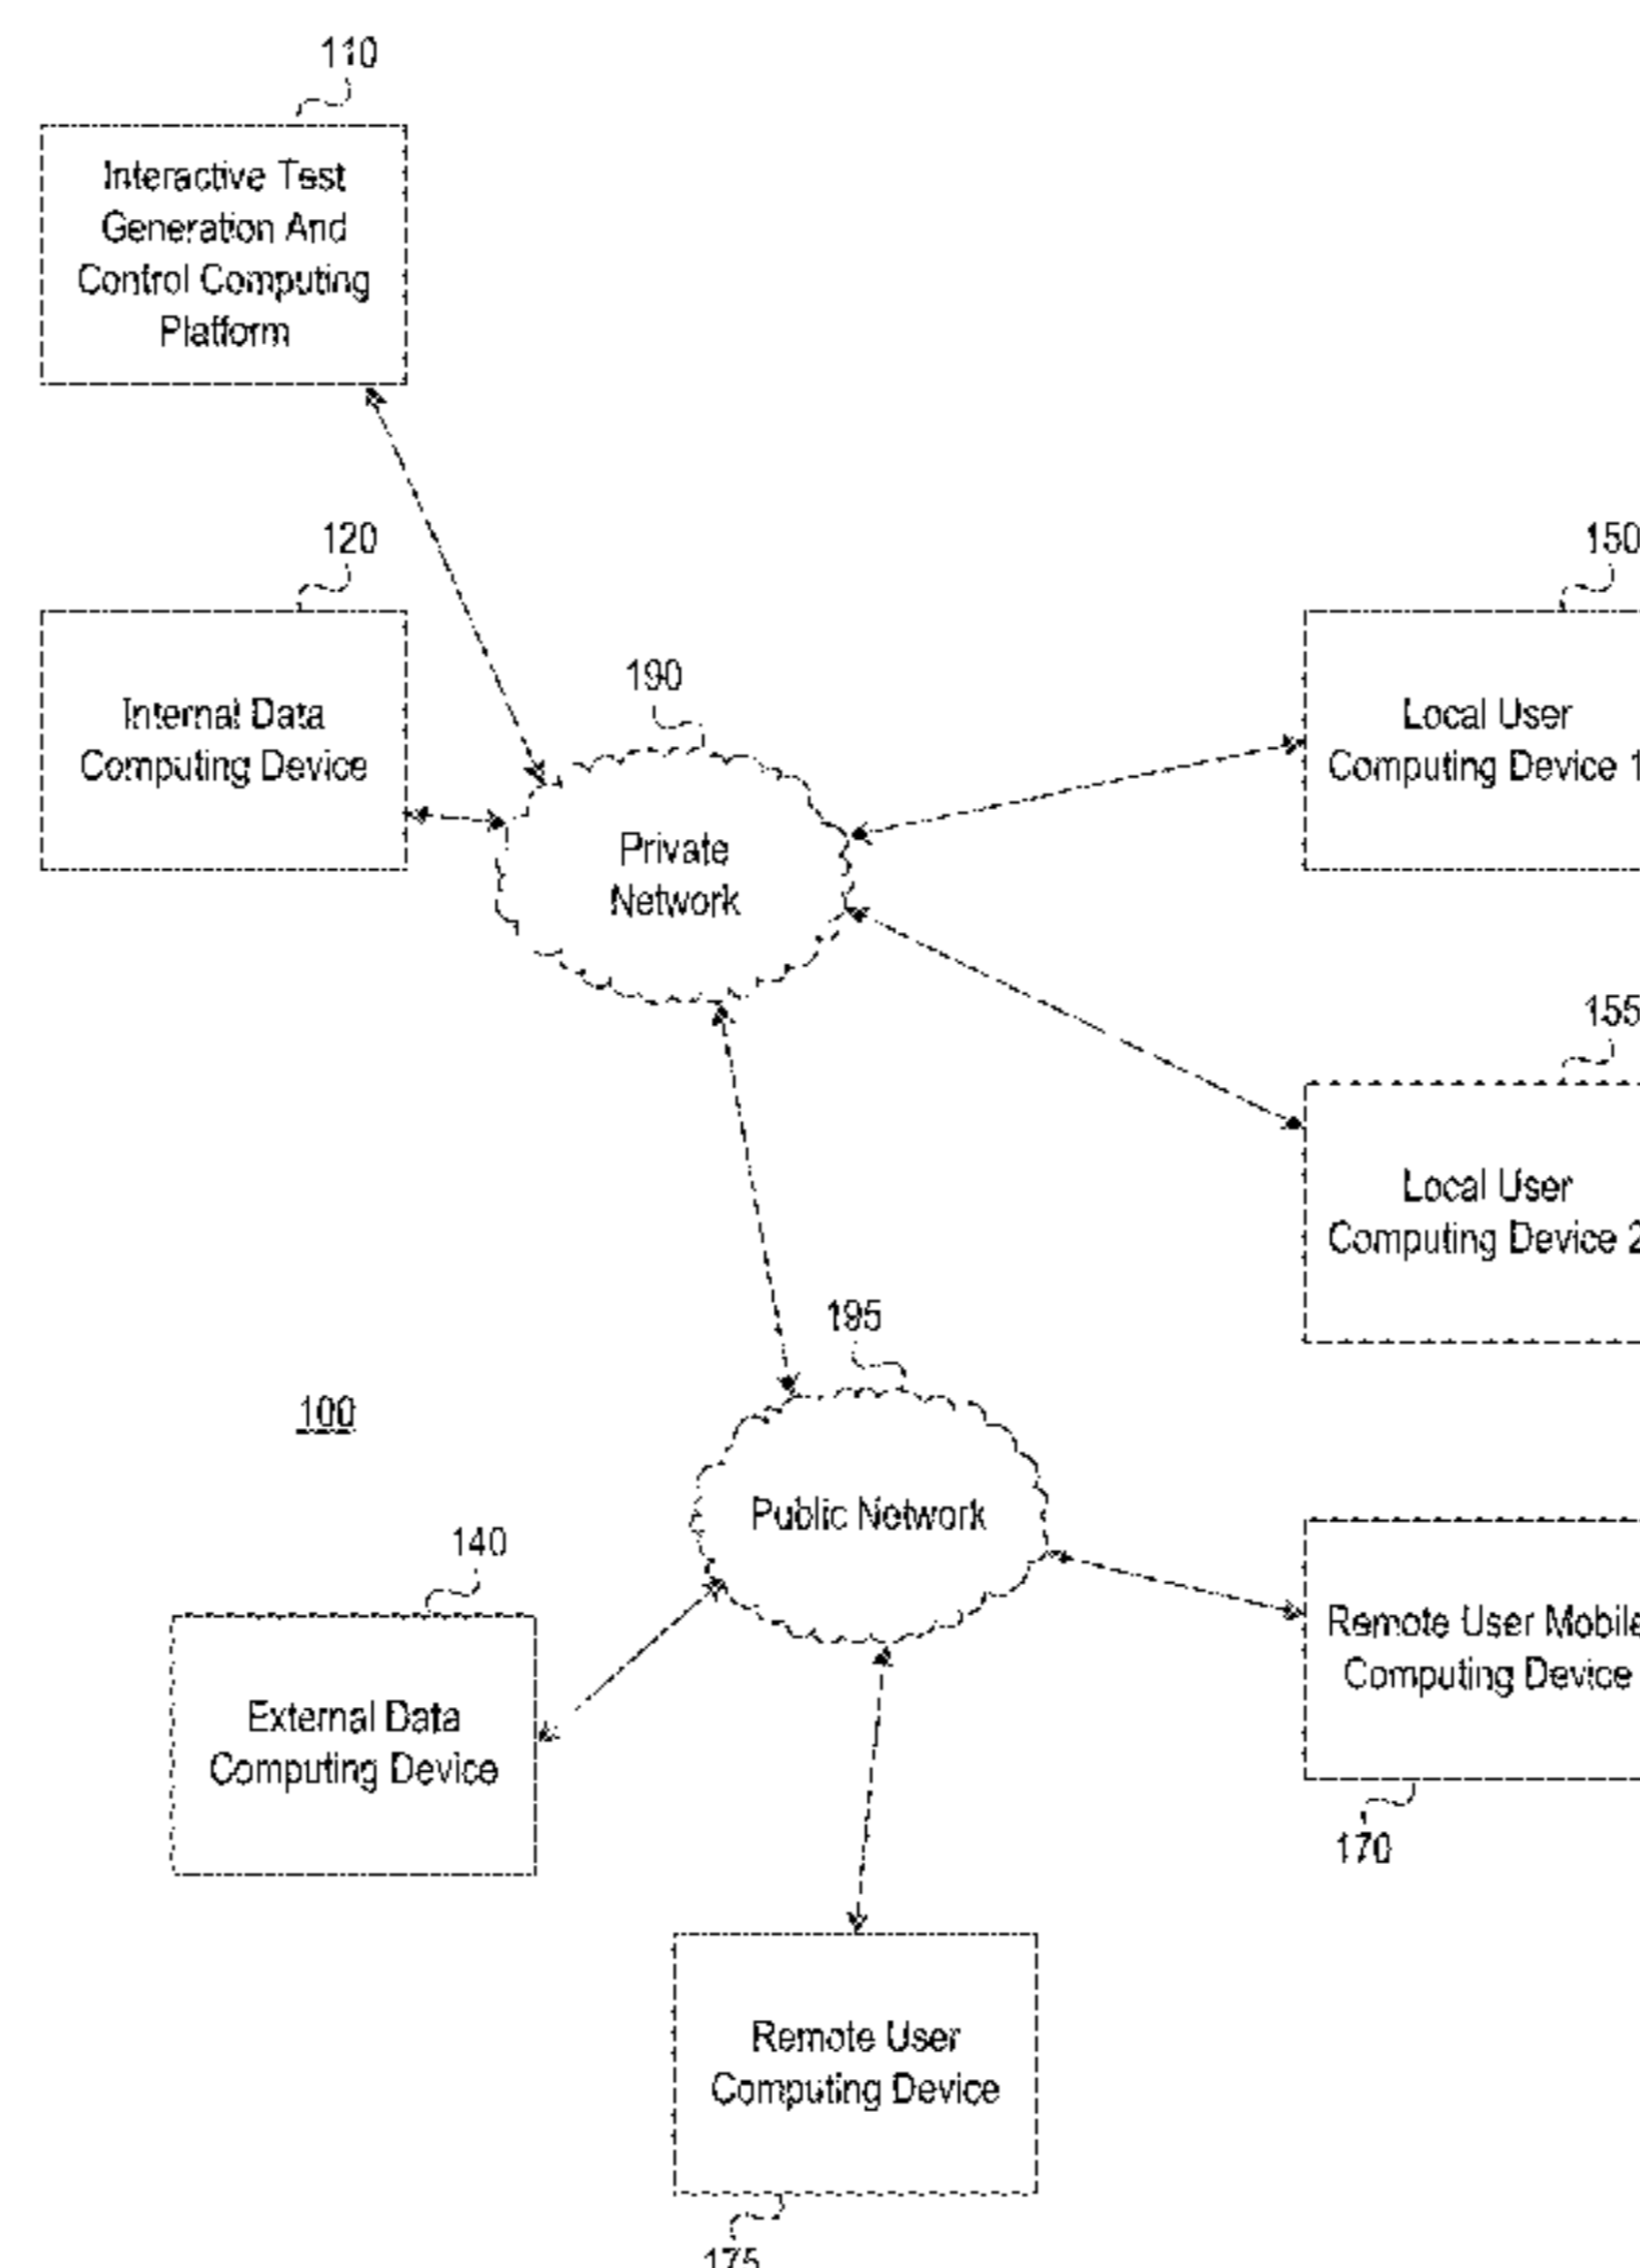 110
Interactive Test
Generation And
Control Computing
Platform
120
Internal Data
Computing Device
190
Private
Network
150
Local User
Computing Device 1
155
Local User
Computing Device 2
195
Public Network
100
140
External Data
Computing Device
Remote User Mobile
Computing Device
170
Remote User
Computing Device
175